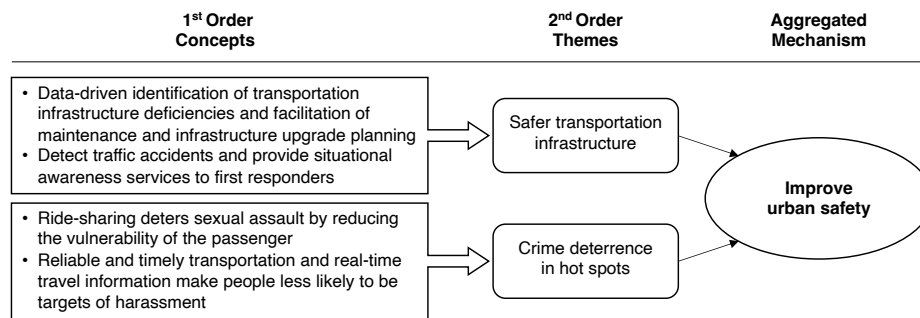 1st Order
Concepts
2nd Order
Themes
Aggregated
Mechanism
• Data-driven identification of transportation
infrastructure deficiencies and facilitation of
maintenance and infrastructure upgrade planning
• Detect traffic accidents and provide situational
awareness services to first responders
Safer transportation
infrastructure
Improve
urban safety
• Ride-sharing deters sexual assault by reducing
the vulnerability of the passenger
• Reliable and timely transportation and real-time
travel information make people less likely to be
targets of harassment
Crime deterrence
in hot spots